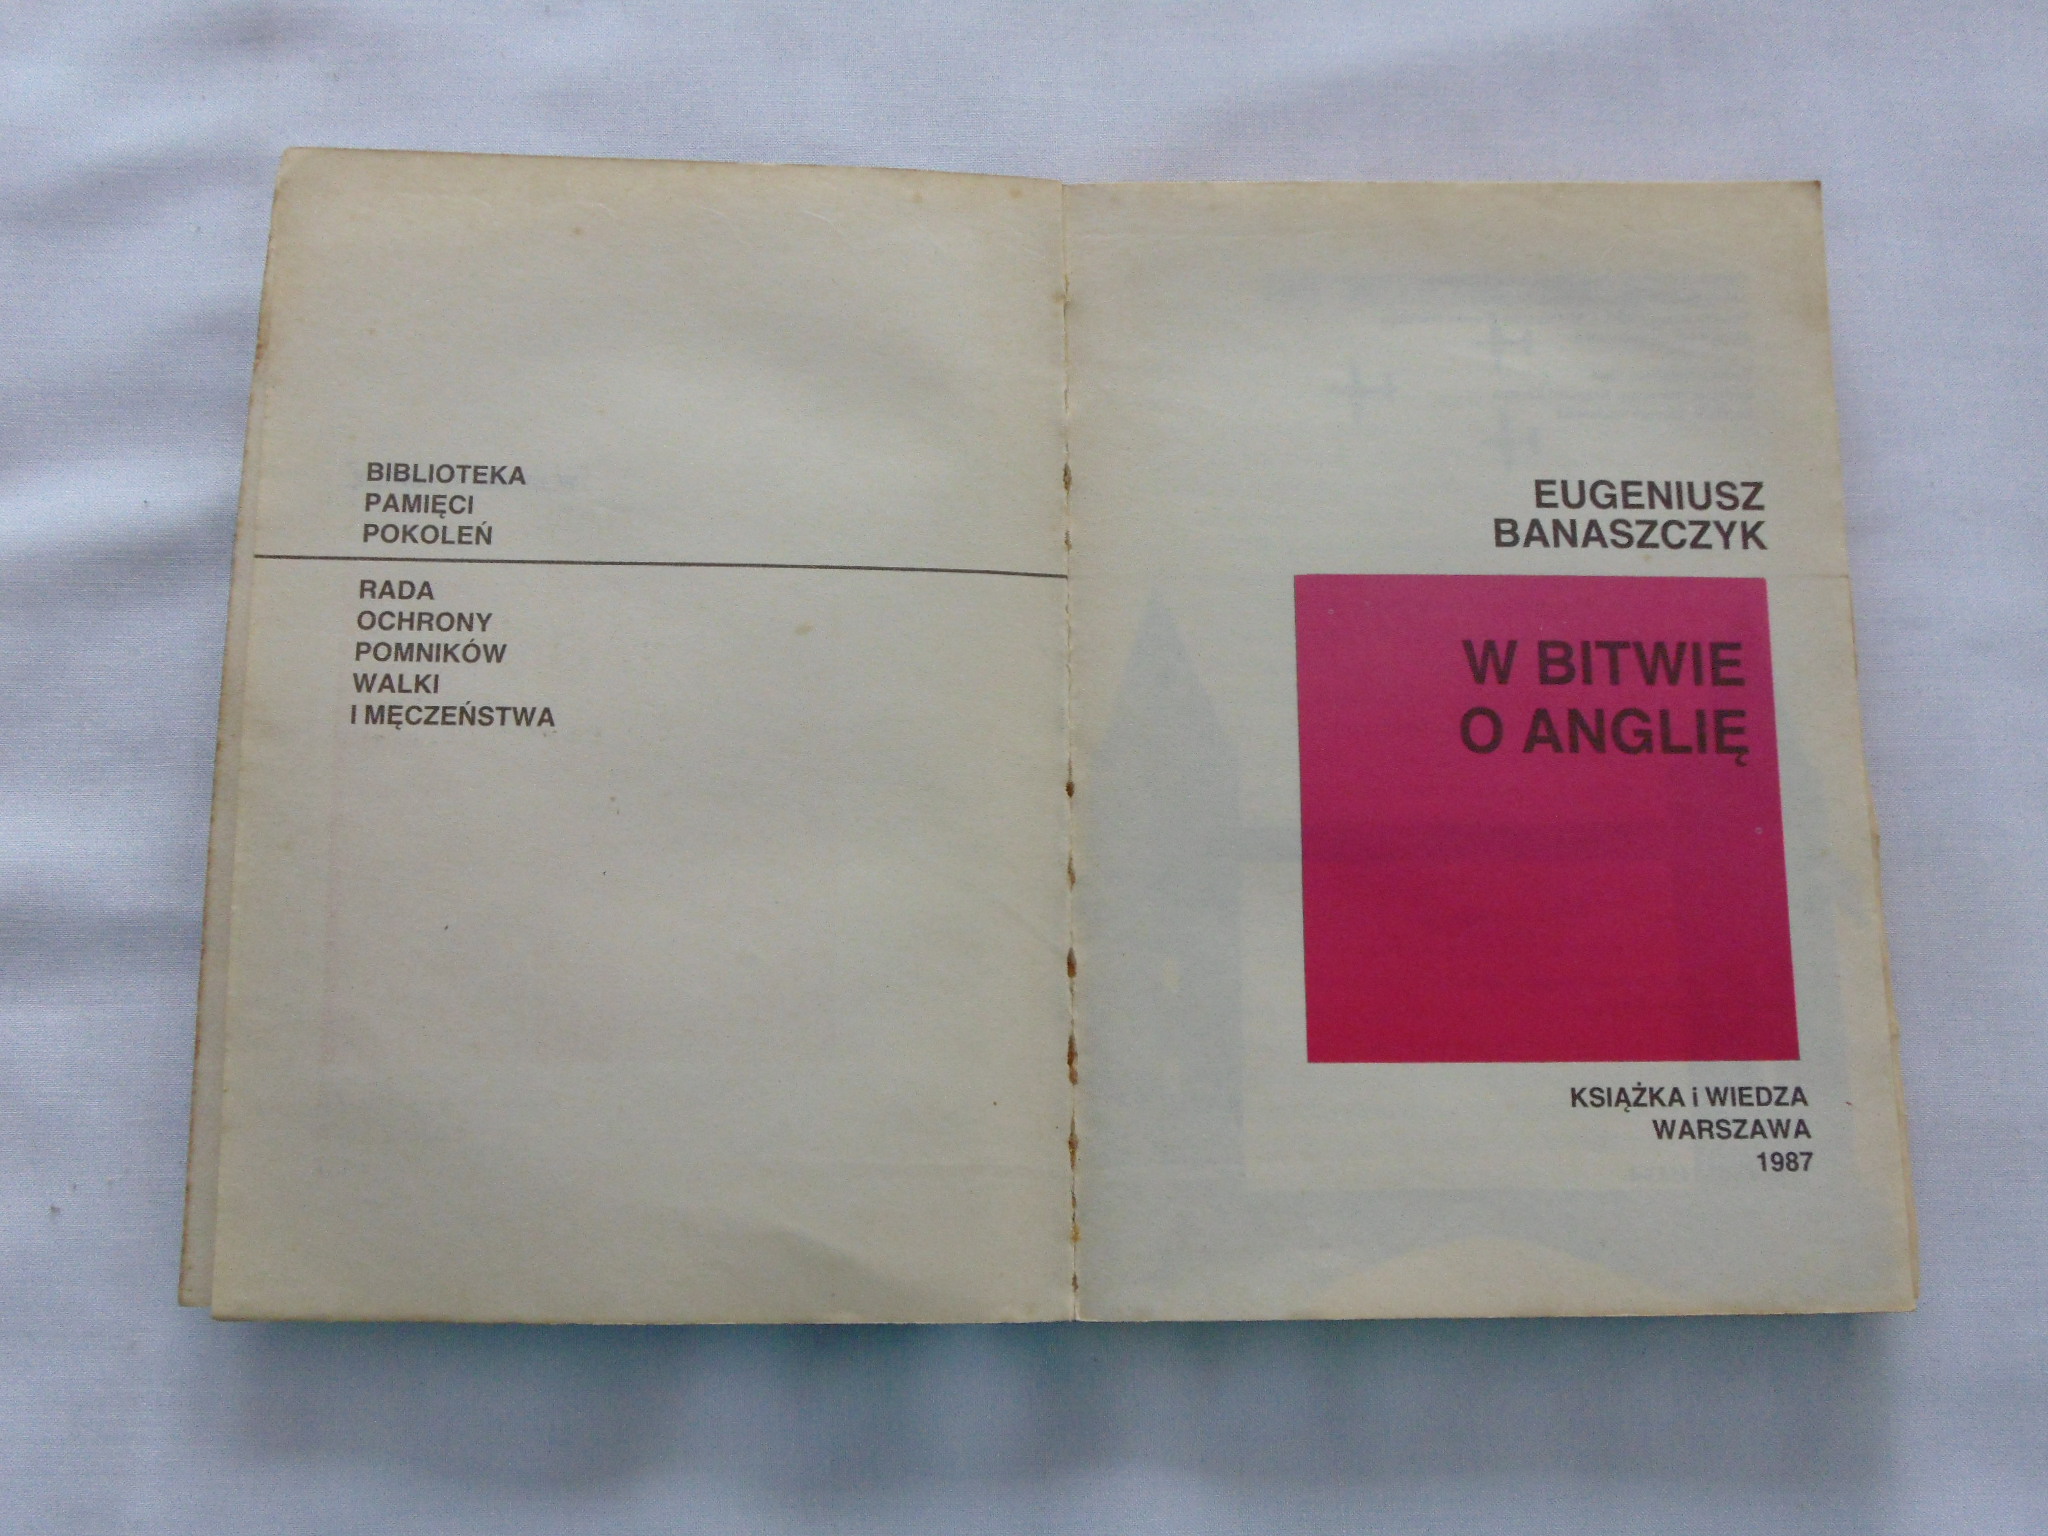 BIBLIOTEKA
PAMIĘCI
POKOLEŃ
RADA
OCHRONY
POMNIKÓW
WALKI
I MĘCZEŃSTWA
EUGENIUSZ
BANASZCZYK
W BITWIE
O ANGLIĘ
KSIĄŻKA i WIEDZA
WARSZAWA
1987